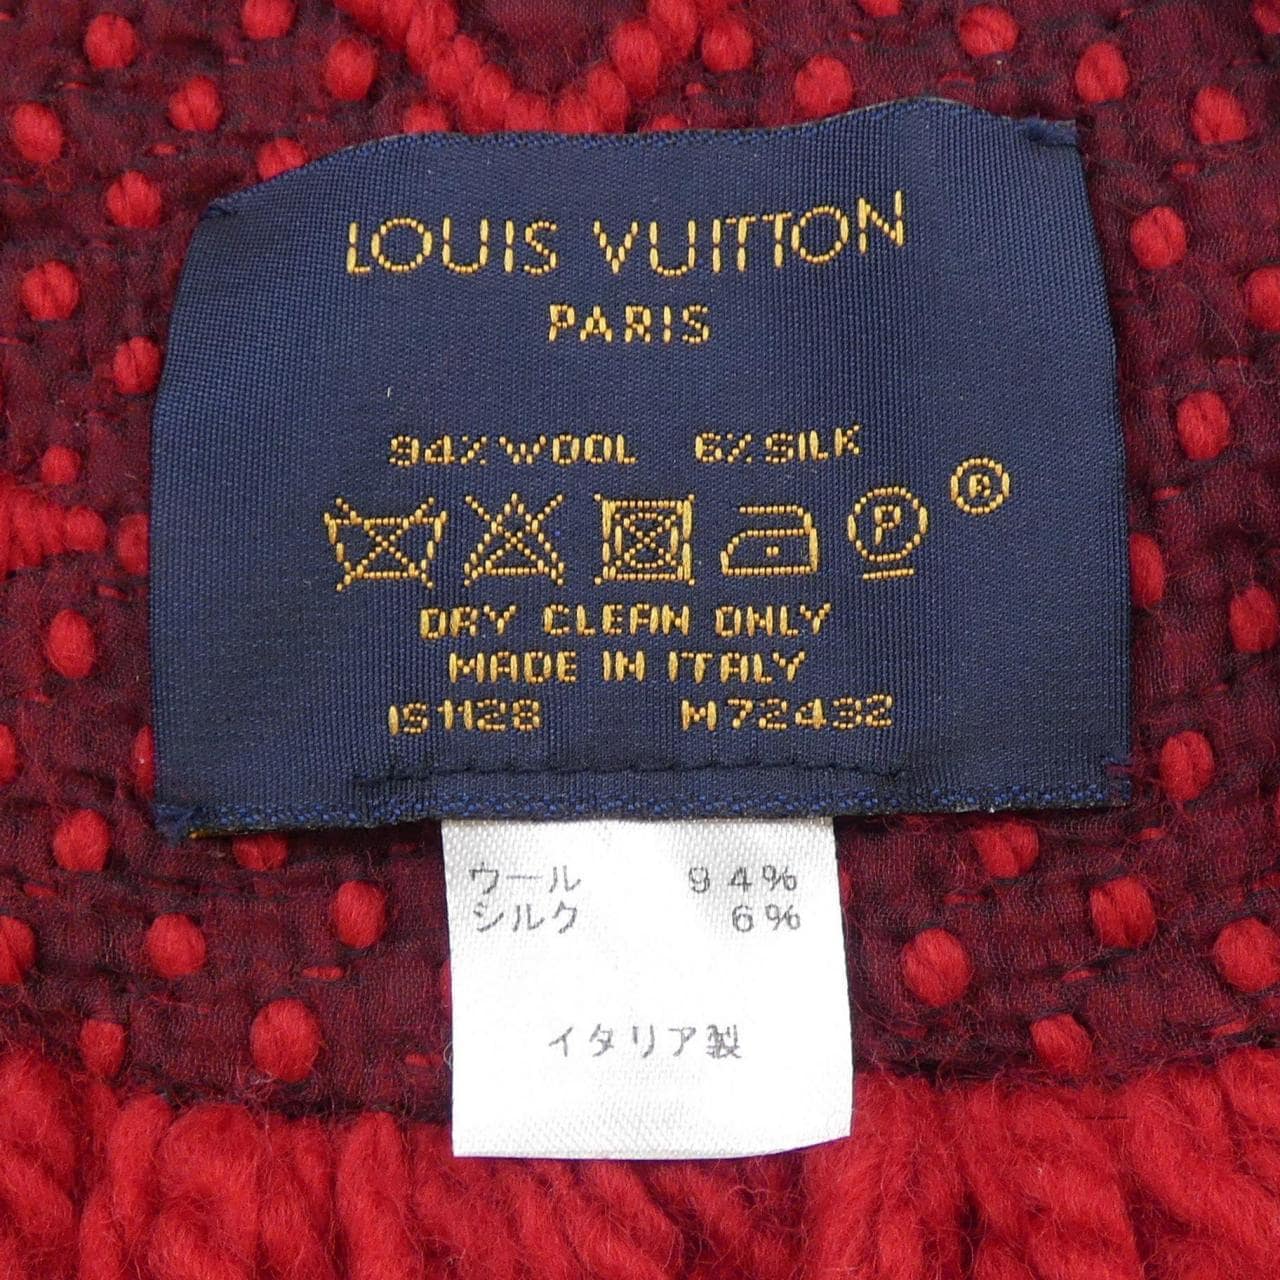 LOUIS VUITTON
PARIS
94% WOOL 6% SILK
P ®
DRY CLEAN ONLY
MADE IN ITALY
IS1128 M72432
ウール 94%
シルク 6%
イタリア製